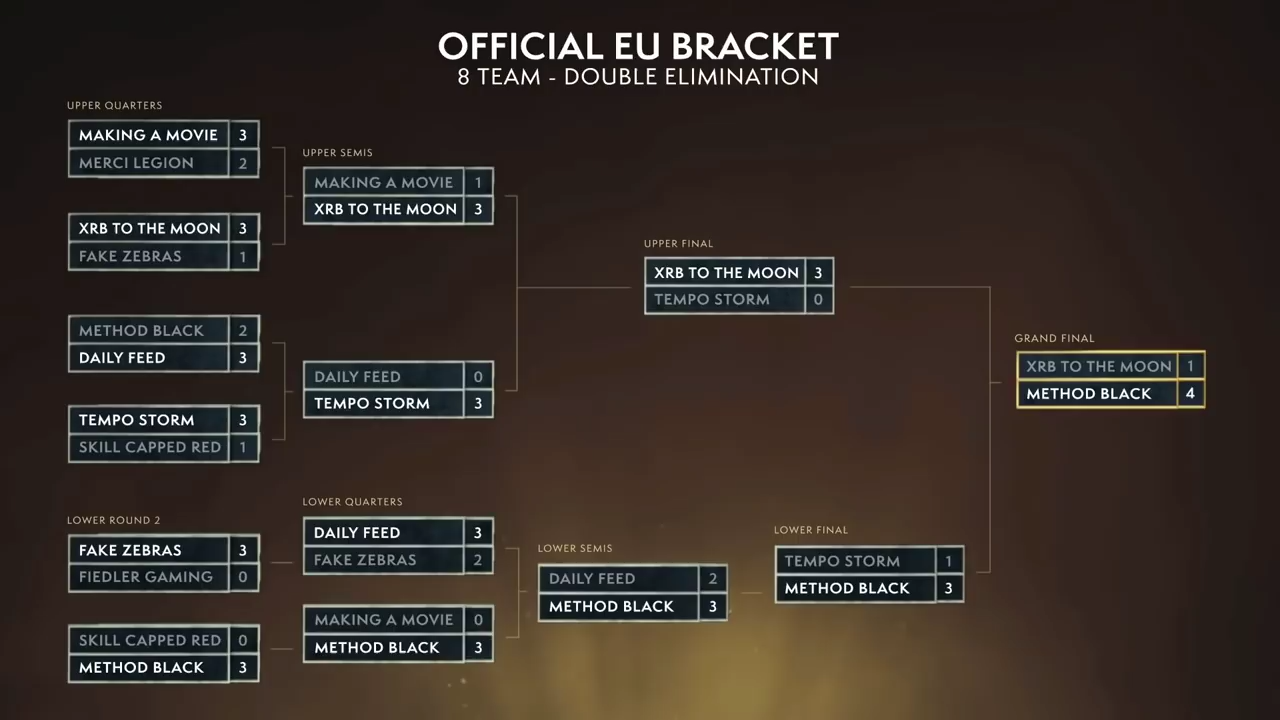 OFFICIAL EU BRACKET
8 TEAM - DOUBLE ELIMINATION
UPPER QUARTERS
MAKING A MOVIE 3
MERCI LEGION 2
XRB TO THE MOON 3
FAKE ZEBRAS 1
METHOD BLACK 2
DAILY FEED 3
TEMPO STORM 3
SKILL CAPPED RED 1
UPPER SEMIS
MAKING A MOVIE 1
XRB TO THE MOON 3
DAILY FEED 0
TEMPO STORM 3
UPPER FINAL
XRB TO THE MOON 3
TEMPO STORM 0
GRAND FINAL
XRB TO THE MOON 1
METHOD BLACK 4
LOWER ROUND 2
FAKE ZEBRAS 3
FIEDLER GAMING 0
SKILL CAPPED RED 0
METHOD BLACK 3
LOWER QUARTERS
DAILY FEED 3
FAKE ZEBRAS 2
MAKING A MOVIE 0
METHOD BLACK 3
LOWER SEMIS
DAILY FEED 2
METHOD BLACK 3
LOWER FINAL
TEMPO STORM 1
METHOD BLACK 3